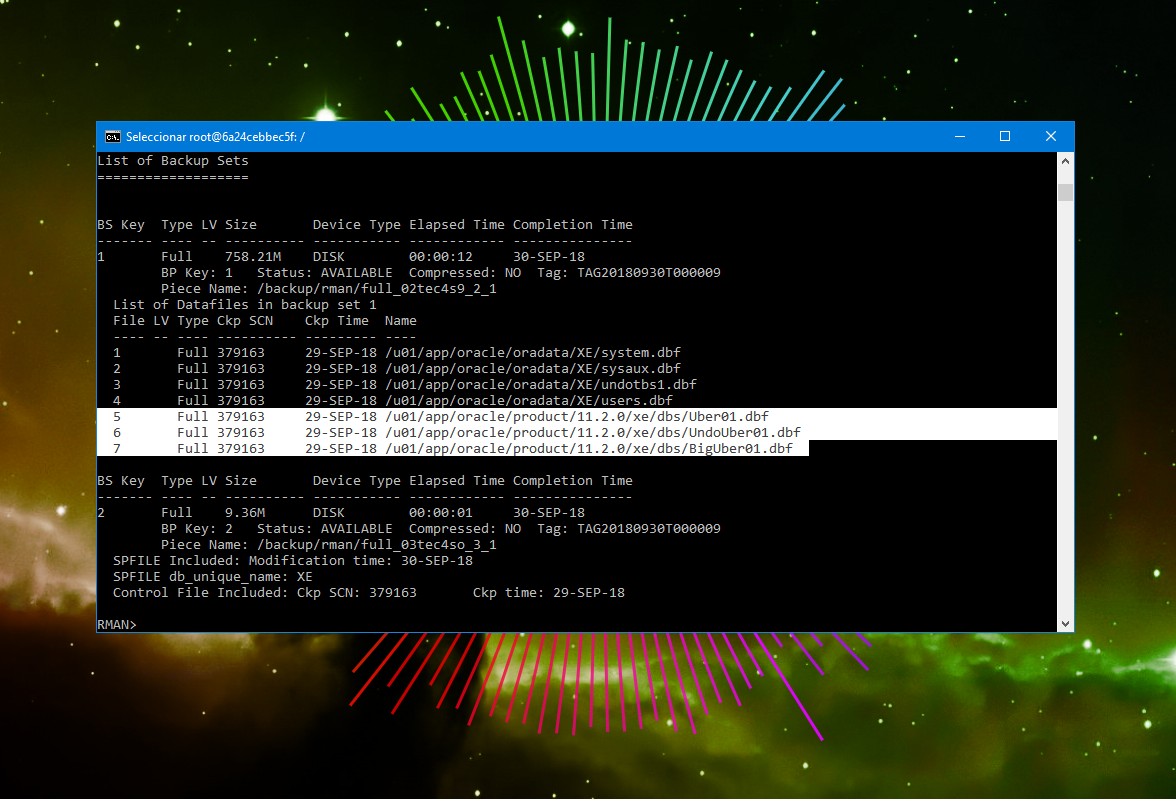 Seleccionar root@6a24cebbec5f: /
List of Backup Sets
===================
BS Key  Type LV Size       Device Type Elapsed Time Completion Time
------- ---- -- ---------- ----------- ------------ ---------------
1       Full    758.21M    DISK        00:00:12     30-SEP-18
        BP Key: 1   Status: AVAILABLE  Compressed: NO  Tag: TAG20180930T000009
        Piece Name: /backup/rman/full_02tec4s9_2_1
  List of Datafiles in backup set 1
  File LV Type Ckp SCN    Ckp Time  Name
  ---- -- ---- ---------- --------- ----
  1       Full 379163     29-SEP-18 /u01/app/oracle/oradata/XE/system.dbf
  2       Full 379163     29-SEP-18 /u01/app/oracle/oradata/XE/sysaux.dbf
  3       Full 379163     29-SEP-18 /u01/app/oracle/oradata/XE/undotbs1.dbf
  4       Full 379163     29-SEP-18 /u01/app/oracle/oradata/XE/users.dbf
  5       Full 379163     29-SEP-18 /u01/app/oracle/product/11.2.0/xe/dbs/Uber01.dbf
  6       Full 379163     29-SEP-18 /u01/app/oracle/product/11.2.0/xe/dbs/UndoUber01.dbf
  7       Full 379163     29-SEP-18 /u01/app/oracle/product/11.2.0/xe/dbs/BigUber01.dbf
BS Key  Type LV Size       Device Type Elapsed Time Completion Time
------- ---- -- ---------- ----------- ------------ ---------------
2       Full    9.36M      DISK        00:00:01     30-SEP-18
        BP Key: 2   Status: AVAILABLE  Compressed: NO  Tag: TAG20180930T000009
        Piece Name: /backup/rman/full_03tec4so_3_1
  SPFILE Included: Modification time: 30-SEP-18
  SPFILE db_unique_name: XE
  Control File Included: Ckp SCN: 379163       Ckp time: 29-SEP-18
RMAN>